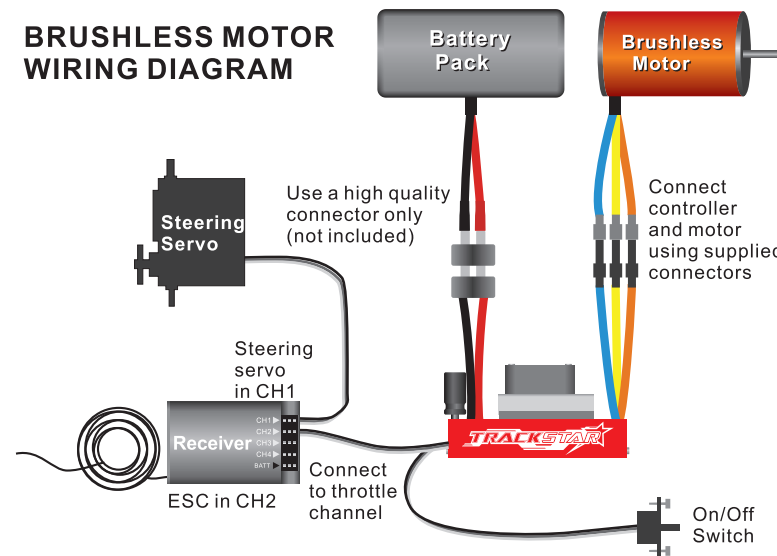 BRUSHLESS MOTOR
WIRING DIAGRAM
Battery
Pack
Brushless
Motor
Steering
Servo
Use a high quality
connector only
(not included)
Connect
controller
and motor
using supplied
connectors
Steering
servo
in CH1
Receiver
CH1
CH2
CH3
CH4
BATT
TRACKSTAR
ESC in CH2
Connect
to throttle
channel
On/Off
Switch